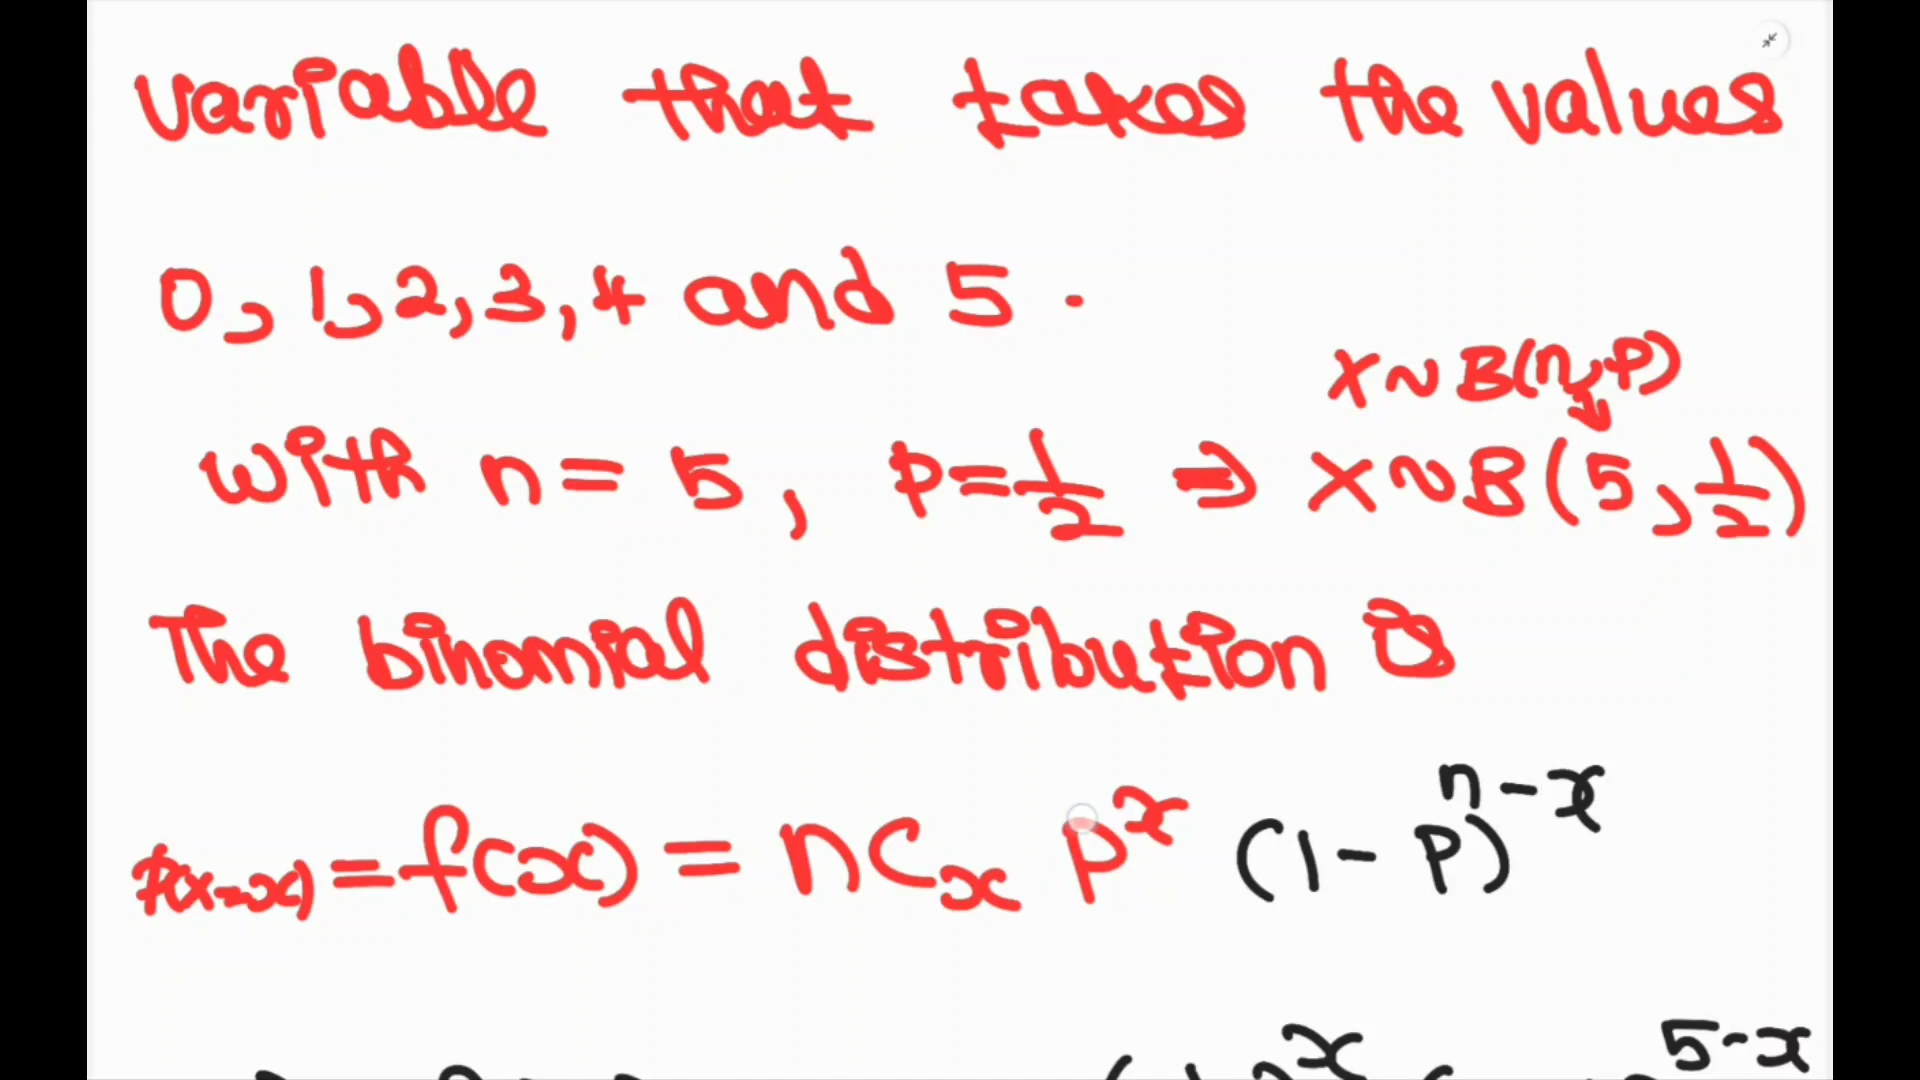 variable that takes the values
0, 1, 2, 3, 4 and 5.
X ~ B(n, p)
with n = 5, p = 1/2 ⇒ X ~ B(5, 1/2)
The binomial distribution is
P(X=x) = f(x) = nCₓ pˣ (1 - p)ⁿ⁻ˣ